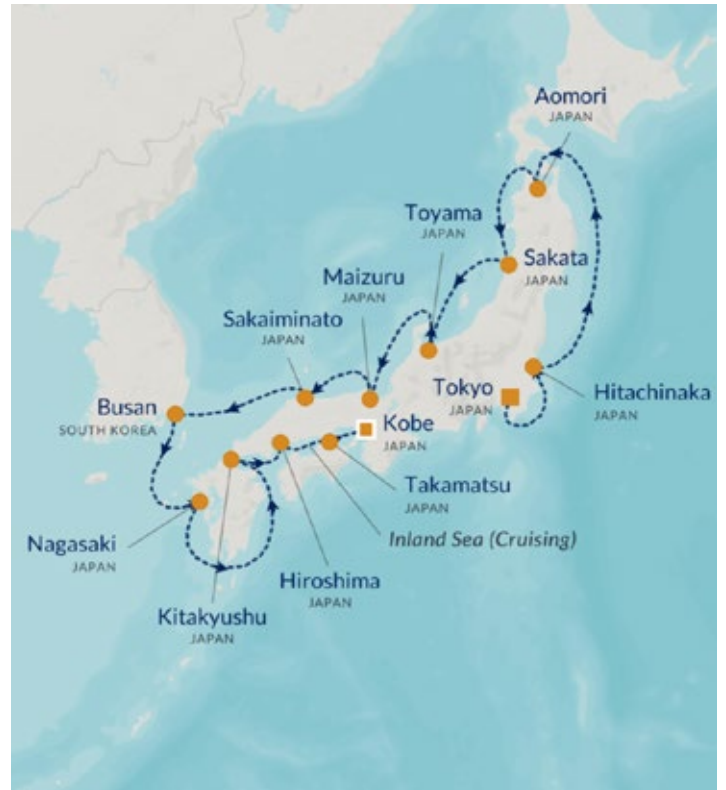 Aomori
JAPAN
Toyama
JAPAN
Sakata
JAPAN
Maizuru
JAPAN
Sakaiminato
JAPAN
Tokyo
JAPAN
Hitachinaka
JAPAN
Busan
SOUTH KOREA
Kobe
JAPAN
Takamatsu
JAPAN
Inland Sea (Cruising)
Nagasaki
JAPAN
Hiroshima
JAPAN
Kitakyushu
JAPAN